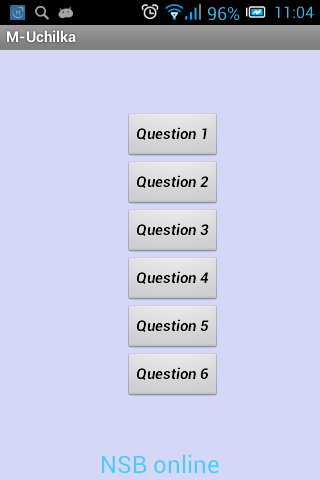 96% 11:04
M-Uchilka
Question 1
Question 2
Question 3
Question 4
Question 5
Question 6
NSB online